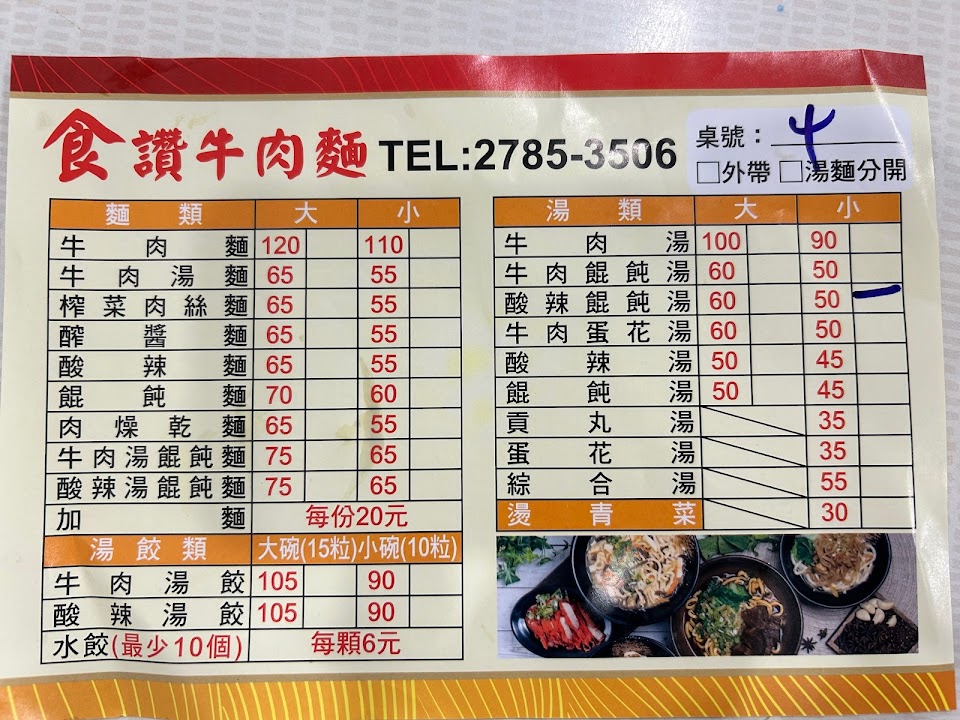 食讚牛肉麵 TEL:2785-3506
桌號：
□外帶 □湯麵分開
麵類 大 小
牛肉麵 120 110
牛肉湯麵 65 55
榨菜肉絲麵 65 55
醡醬麵 65 55
酸辣麵 65 55
餛飩麵 70 60
肉燥乾麵 65 55
牛肉湯餛飩麵 75 65
酸辣湯餛飩麵 75 65
加麵 每份20元
湯餃類 大碗(15粒) 小碗(10粒)
牛肉湯餃 105 90
酸辣湯餃 105 90
水餃(最少10個) 每顆6元
湯類 大 小
牛肉湯 100 90
牛肉餛飩湯 60 50
酸辣餛飩湯 60 50
牛肉蛋花湯 60 50
酸辣湯 50 45
餛飩湯 50 45
貢丸湯 35
蛋花湯 35
綜合湯 55
燙青菜 30